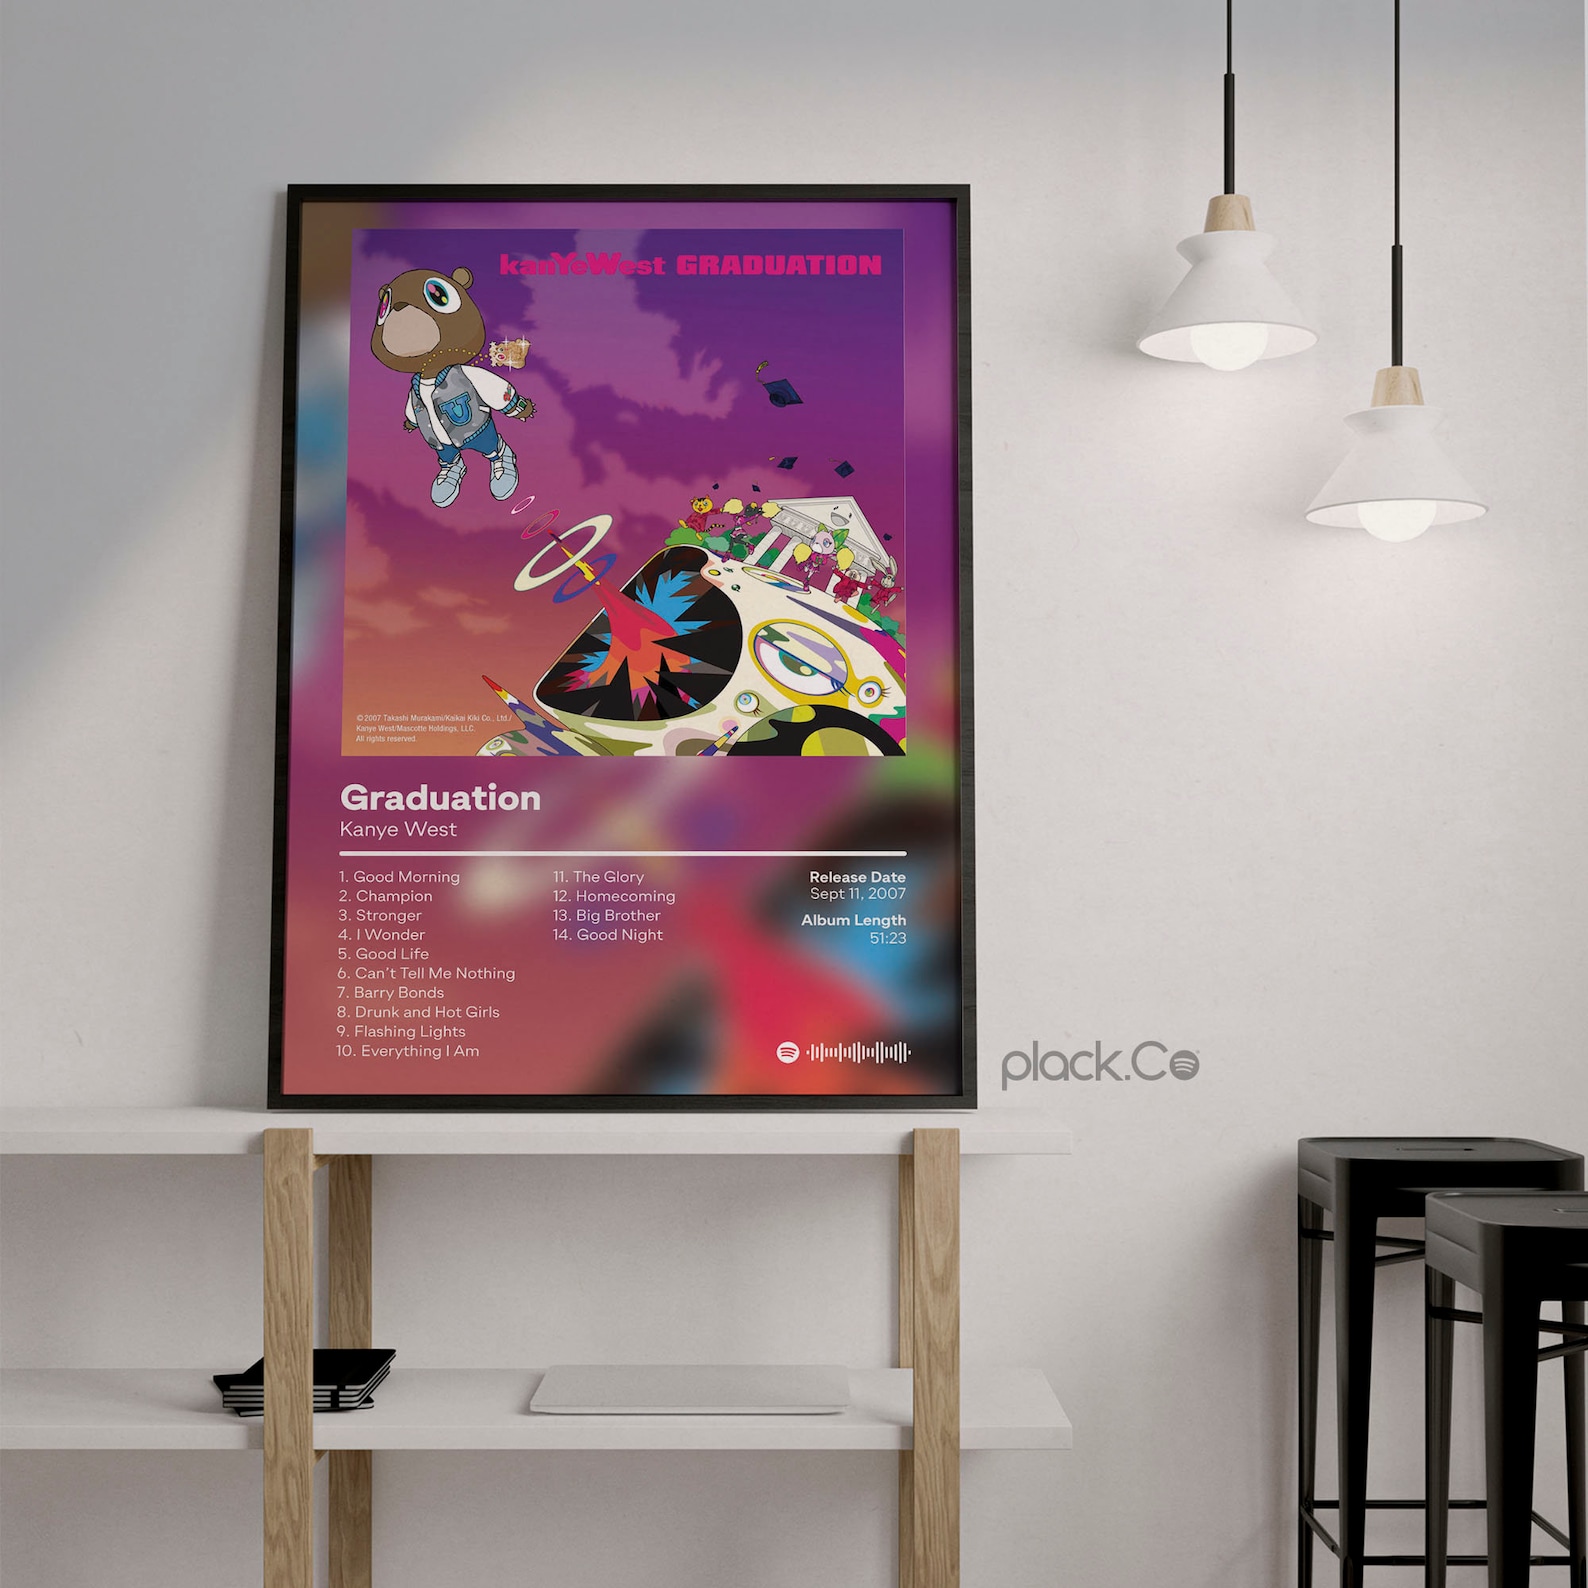 kanYeWest GRADUATION
U
© 2007 Takashi Murakami/Kaikai Kiki Co., Ltd./
Kanye West/Mascotte Holdings, LLC.
All rights reserved.
Graduation
Kanye West
1. Good Morning
2. Champion
3. Stronger
4. I Wonder
5. Good Life
6. Can't Tell Me Nothing
7. Barry Bonds
8. Drunk and Hot Girls
9. Flashing Lights
10. Everything I Am
11. The Glory
12. Homecoming
13. Big Brother
14. Good Night
Release Date
Sept 11, 2007
Album Length
51:23
plack.Co